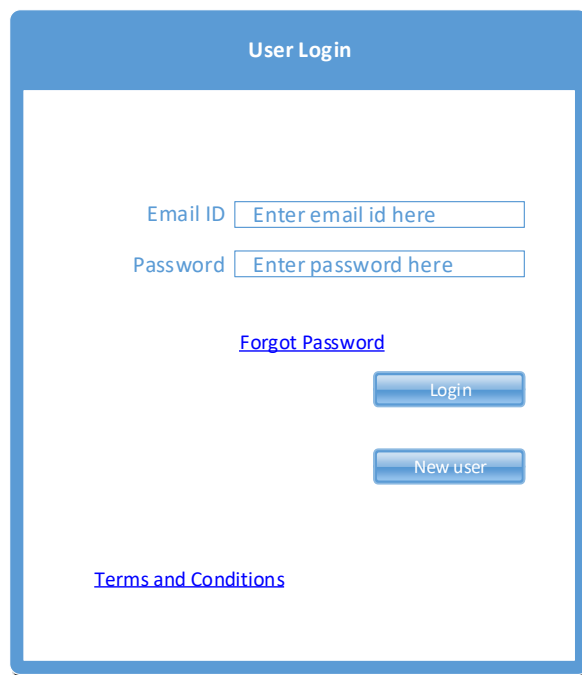 User Login
Email ID Enter email id here
Password Enter password here
Forgot Password
Login
New user
Terms and Conditions